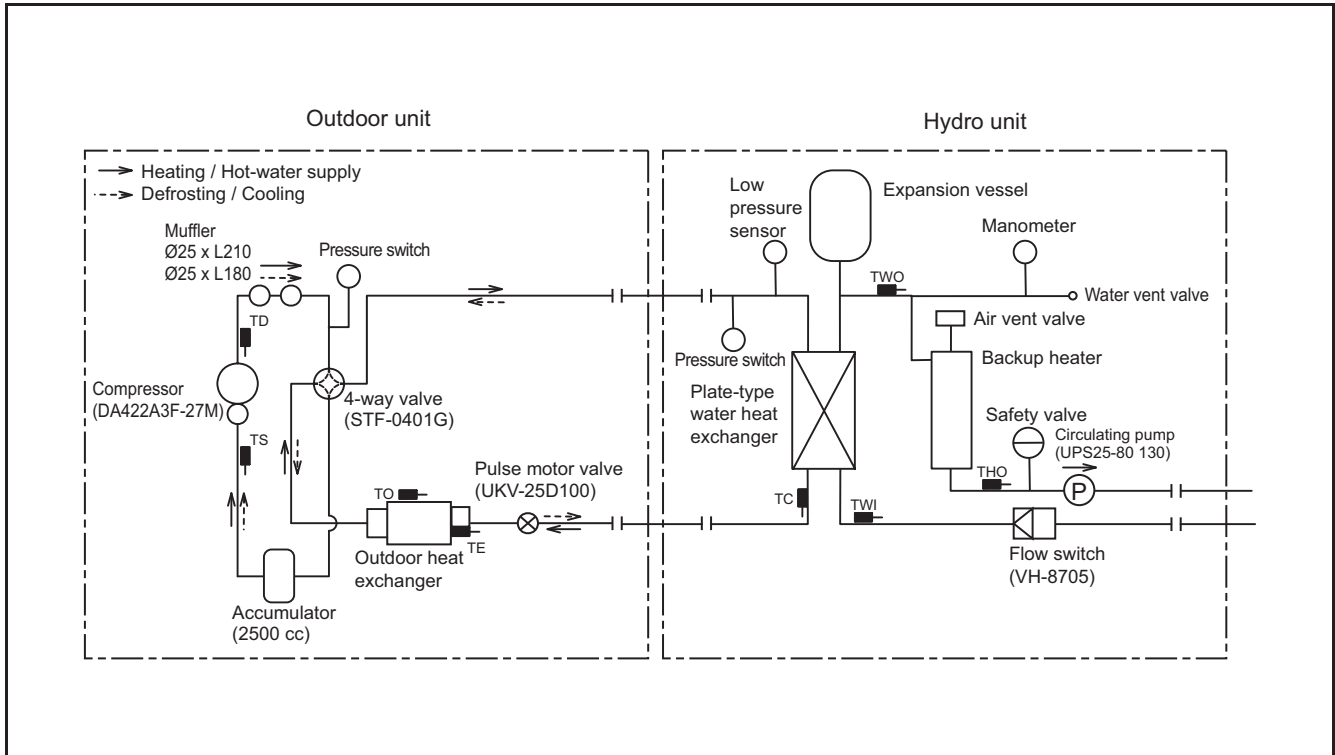 Outdoor unit
Heating / Hot-water supply
Defrosting / Cooling
Muffler
Ø25 x L210
Ø25 x L180
Pressure switch
TD
Compressor
(DA422A3F-27M)
4-way valve
(STF-0401G)
TS
TO
Pulse motor valve
(UKV-25D100)
TE
Outdoor heat
exchanger
Accumulator
(2500 cc)
Hydro unit
Low
pressure
sensor
Expansion vessel
Manometer
TWO
Water vent valve
Air vent valve
Pressure switch
Backup heater
Plate-type
water heat
exchanger
Safety valve
Circulating pump
(UPS25-80 130)
THO
P
TC
TWI
Flow switch
(VH-8705)